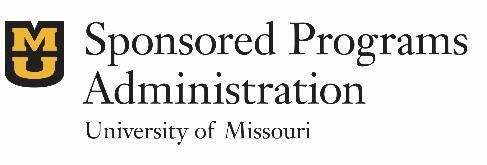 MU
Sponsored Programs
Administration
University of Missouri